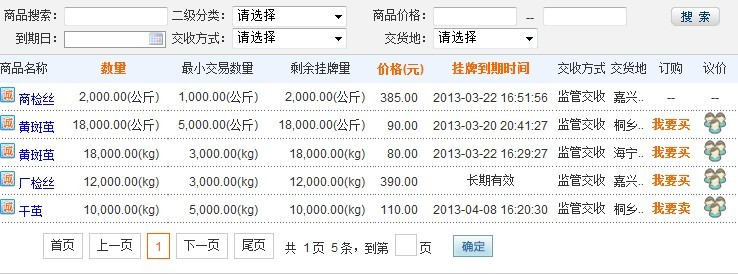 商品搜索: 二级分类: 请选择 商品价格: -- 搜 索
到期日: 交收方式: 请选择 交货地: 请选择
商品名称 数量 最小交易数量 剩余挂牌量 价格(元) 挂牌到期时间 交收方式 交货地 订购 议价
诚 商检丝 2,000.00(公斤) 1,000.00(公斤) 2,000.00(公斤) 385.00 2013-03-22 16:51:56 监管交收 嘉兴.. -- --
诚 黄斑茧 18,000.00(公斤) 5,000.00(公斤) 18,000.00(公斤) 90.00 2013-03-20 20:41:27 监管交收 桐乡.. 我要买
诚 黄斑茧 18,000.00(kg) 3,000.00(kg) 18,000.00(kg) 80.00 2013-03-22 16:29:27 监管交收 海宁.. 我要买
诚 厂检丝 12,000.00(kg) 3,000.00(kg) 12,000.00(kg) 390.00 长期有效 监管交收 嘉兴.. 我要买
诚 干茧 10,000.00(kg) 5,000.00(kg) 10,000.00(kg) 110.00 2013-04-08 16:20:30 监管交收 桐乡.. 我要卖
首页 上一页 1 下一页 尾页 共 1页 5条，到第 页 确定